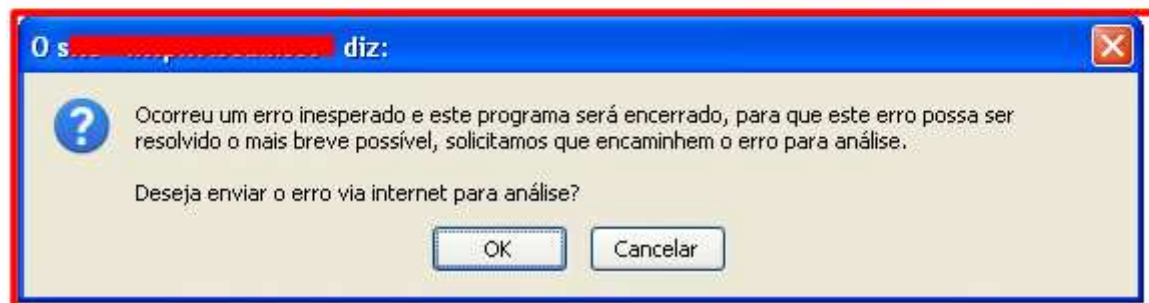 O s diz:
Ocorreu um erro inesperado e este programa será encerrado, para que este erro possa ser
resolvido o mais breve possível, solicitamos que encaminhem o erro para análise.
Deseja enviar o erro via internet para análise?
OK Cancelar